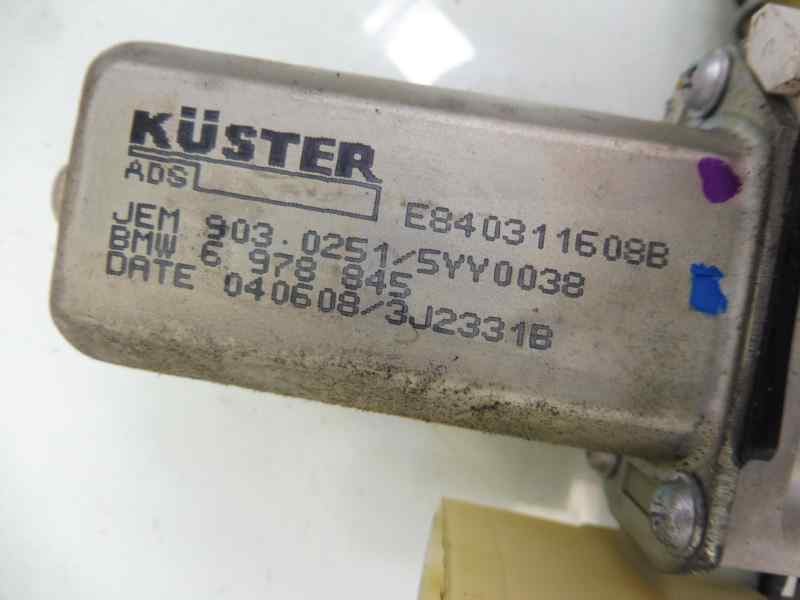 KÜSTER
ADS
E840311608B
JEM 903.0251/5YY0038
BMW 6 978 845
DATE 040608/3J2331B